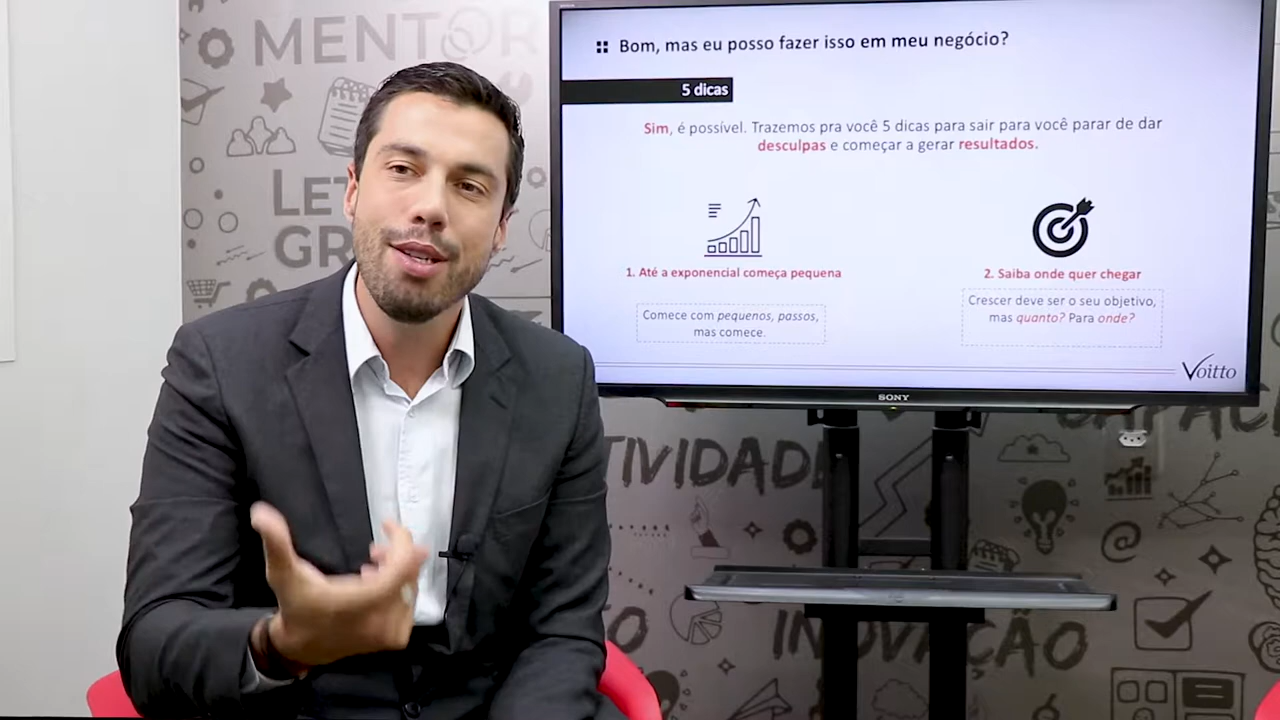 MENTOR
LET
GR
Bom, mas eu posso fazer isso em meu negócio?
5 dicas
Sim, é possível. Trazemos pra você 5 dicas para sair para você parar de dar
desculpas e começar a gerar resultados.
1. Até a exponencial começa pequena
Comece com pequenos, passos,
mas comece.
2. Saiba onde quer chegar
Crescer deve ser o seu objetivo,
mas quanto? Para onde?
Voitto
SONY
TIVIDADE
INOVAÇÃO